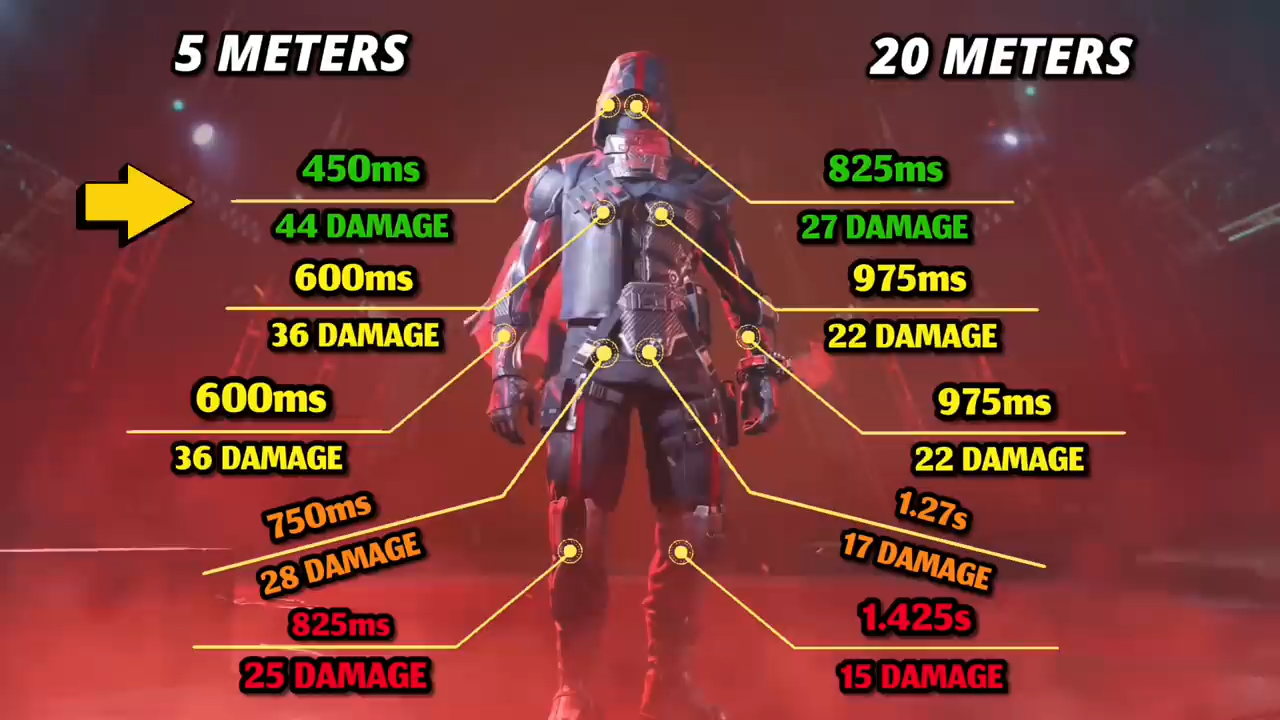 5 METERS
20 METERS
450ms
44 DAMAGE
825ms
27 DAMAGE
600ms
36 DAMAGE
975ms
22 DAMAGE
600ms
36 DAMAGE
975ms
22 DAMAGE
750ms
28 DAMAGE
1.27s
17 DAMAGE
825ms
25 DAMAGE
1.425s
15 DAMAGE